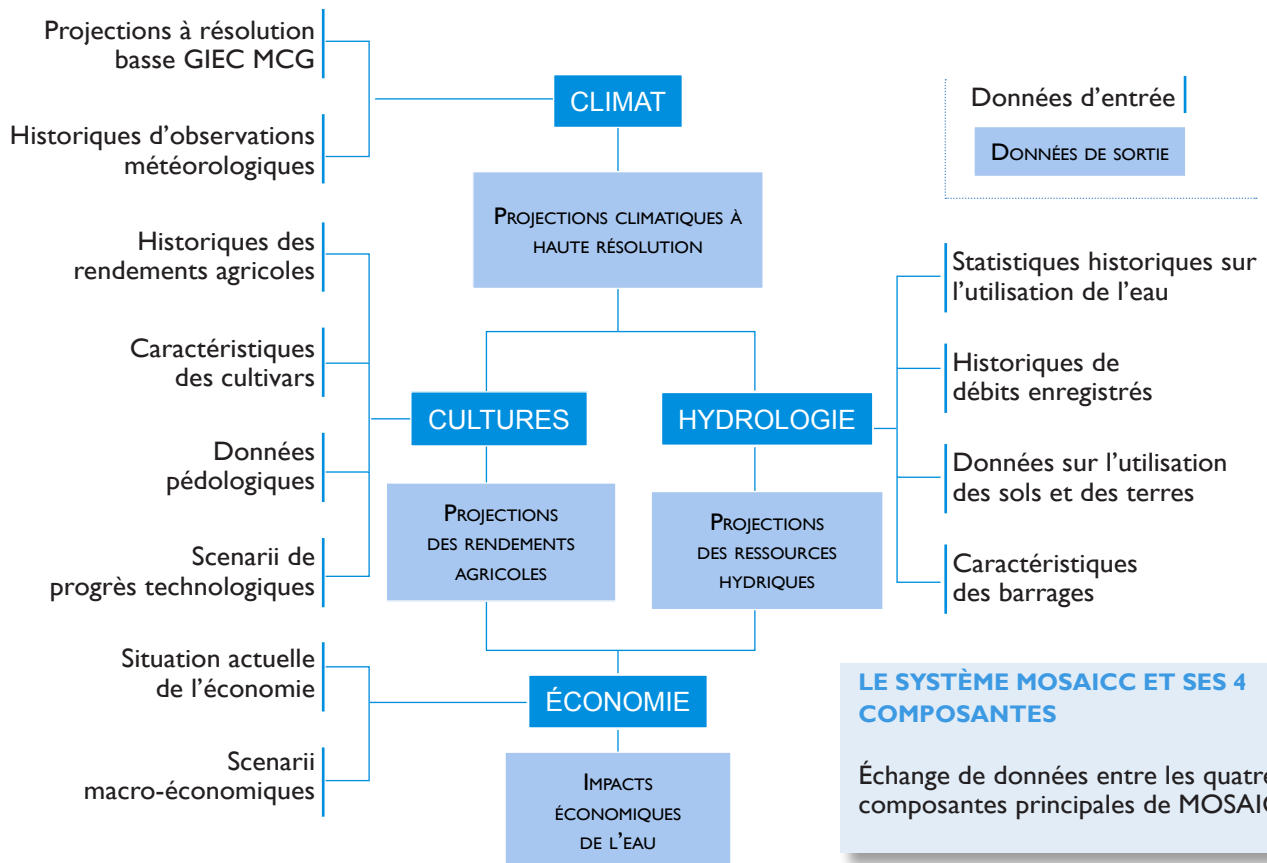 Projections à résolution
basse GIEC MCG
Historiques d'observations
météorologiques
CLIMAT
PROJECTIONS CLIMATIQUES À
HAUTE RÉSOLUTION
Données d'entrée
DONNÉES DE SORTIE
Historiques des
rendements agricoles
Caractéristiques
des cultivars
Données
pédologiques
Scenarii de
progrès technologiques
CULTURES
PROJECTIONS
DES RENDEMENTS
AGRICOLES
HYDROLOGIE
PROJECTIONS
DES RESSOURCES
HYDRIQUES
Statistiques historiques sur
l'utilisation de l'eau
Historiques de
débits enregistrés
Données sur l'utilisation
des sols et des terres
Caractéristiques
des barrages
Situation actuelle
de l'économie
Scenarii
macro-économiques
ÉCONOMIE
IMPACTS
ÉCONOMIQUES
DE L'EAU
LE SYSTÈME MOSAICC ET SES 4
COMPOSANTES
Échange de données entre les quatre
composantes principales de